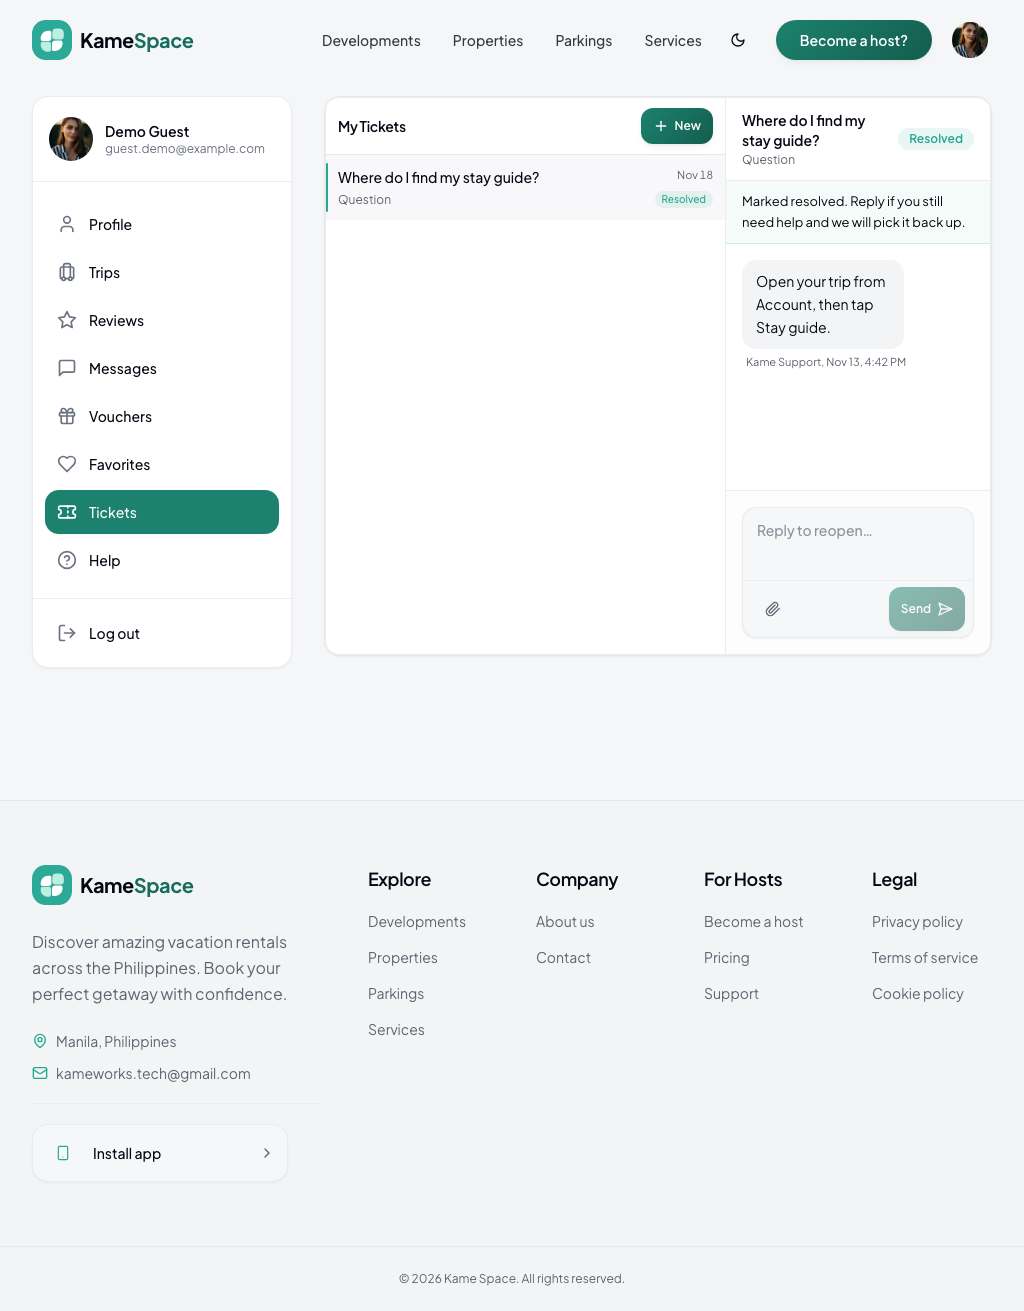 KameSpace
Developments
Properties
Parkings
Services
Become a host?
Demo Guest
guest.demo@example.com
Profile
Trips
Reviews
Messages
Vouchers
Favorites
Tickets
Help
Log out
My Tickets
New
Where do I find my stay guide?
Nov 18
Question
Resolved
Where do I find my
stay guide?
Question
Resolved
Marked resolved. Reply if you still
need help and we will pick it back up.
Open your trip from
Account, then tap
Stay guide.
Kame Support, Nov 13, 4:42 PM
Reply to reopen...
Send
KameSpace
Discover amazing vacation rentals
across the Philippines. Book your
perfect getaway with confidence.
Manila, Philippines
kameworks.tech@gmail.com
Install app
Explore
Developments
Properties
Parkings
Services
Company
About us
Contact
For Hosts
Become a host
Pricing
Support
Legal
Privacy policy
Terms of service
Cookie policy
© 2026 Kame Space. All rights reserved.